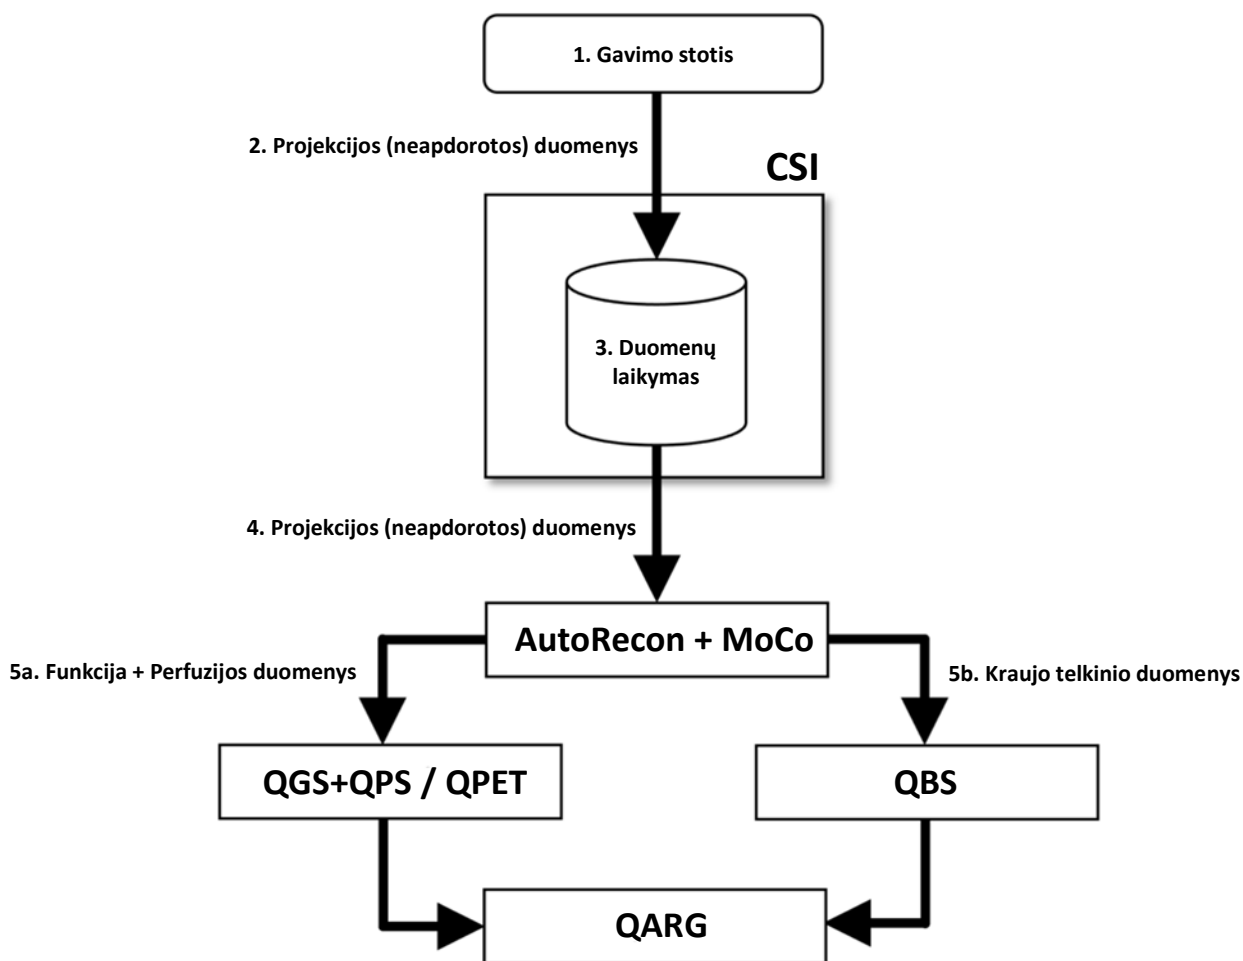 1. Gavimo stotis
2. Projekcijos (neapdorotos) duomenys
CSI
3. Duomenų
laikymas
4. Projekcijos (neapdorotos) duomenys
AutoRecon + MoCo
5a. Funkcija + Perfuzijos duomenys
5b. Kraujo telkinio duomenys
QGS+QPS / QPET
QBS
QARG